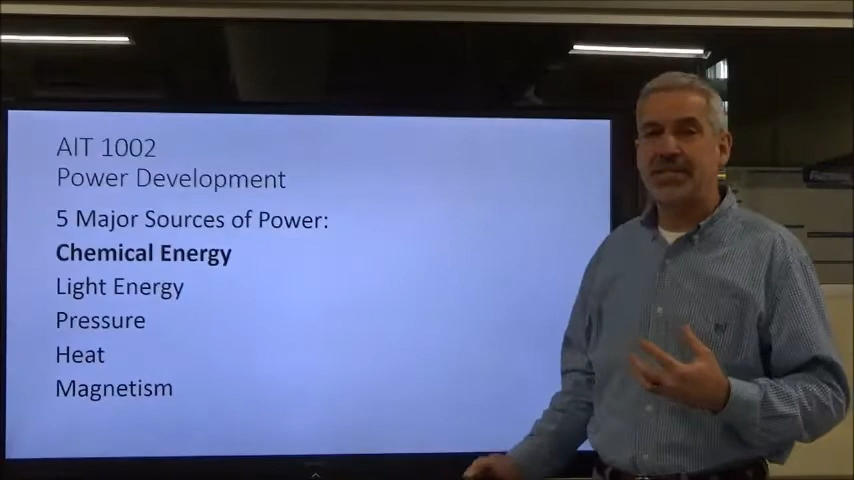 AIT 1002
Power Development
5 Major Sources of Power:
Chemical Energy
Light Energy
Pressure
Heat
Magnetism